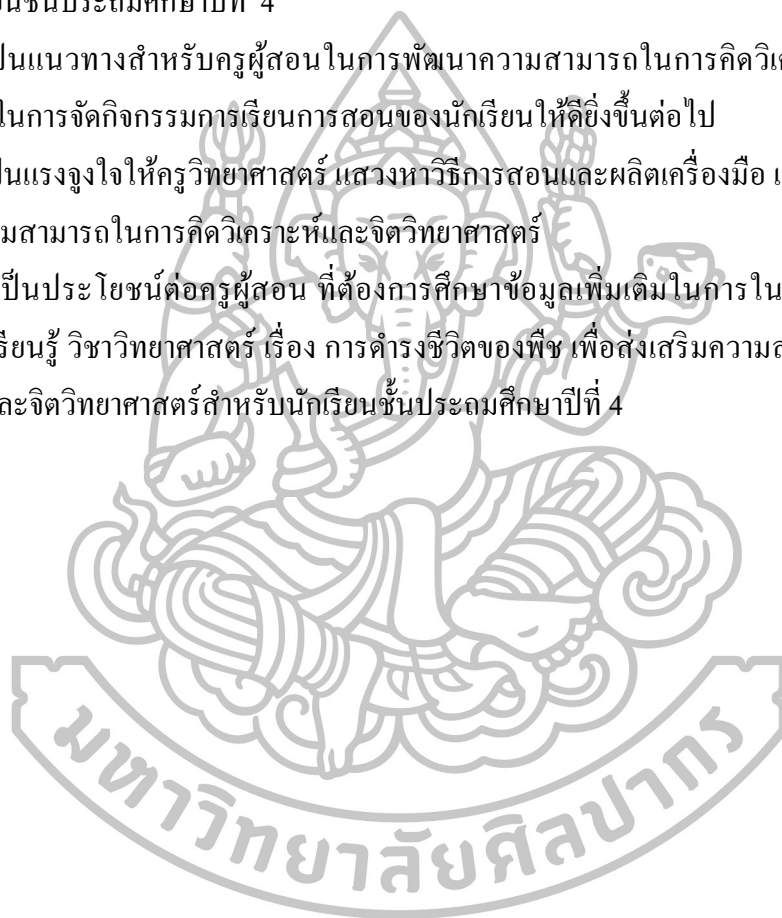 นชั้นประถมศึกษาปีที่ 4
ป็นแนวทางสำหรับครูผู้สอนในการพัฒนาความสามารถในการคิดวิเ
ในการจัดกิจกรรมการเรียนการสอนของนักเรียนให้ดียิ่งขึ้นต่อไป
ป็นแรงจูงใจให้ครูวิทยาศาสตร์ แสวงหาวิธีการสอนและผลิตเครื่องมือ
มสามารถในการคิดวิเคราะห์และจิตวิทยาศาสตร์
เป็นประโยชน์ต่อครูผู้สอน ที่ต้องการศึกษาข้อมูลเพิ่มเติมในการใน
รียนรู้ วิชาวิทยาศาสตร์ เรื่อง การดำรงชีวิตของพืช เพื่อส่งเสริมความส
ละจิตวิทยาศาสตร์สำหรับนักเรียนชั้นประถมศึกษาปีที่ 4
มหาวิทยาลัยศิลปากร